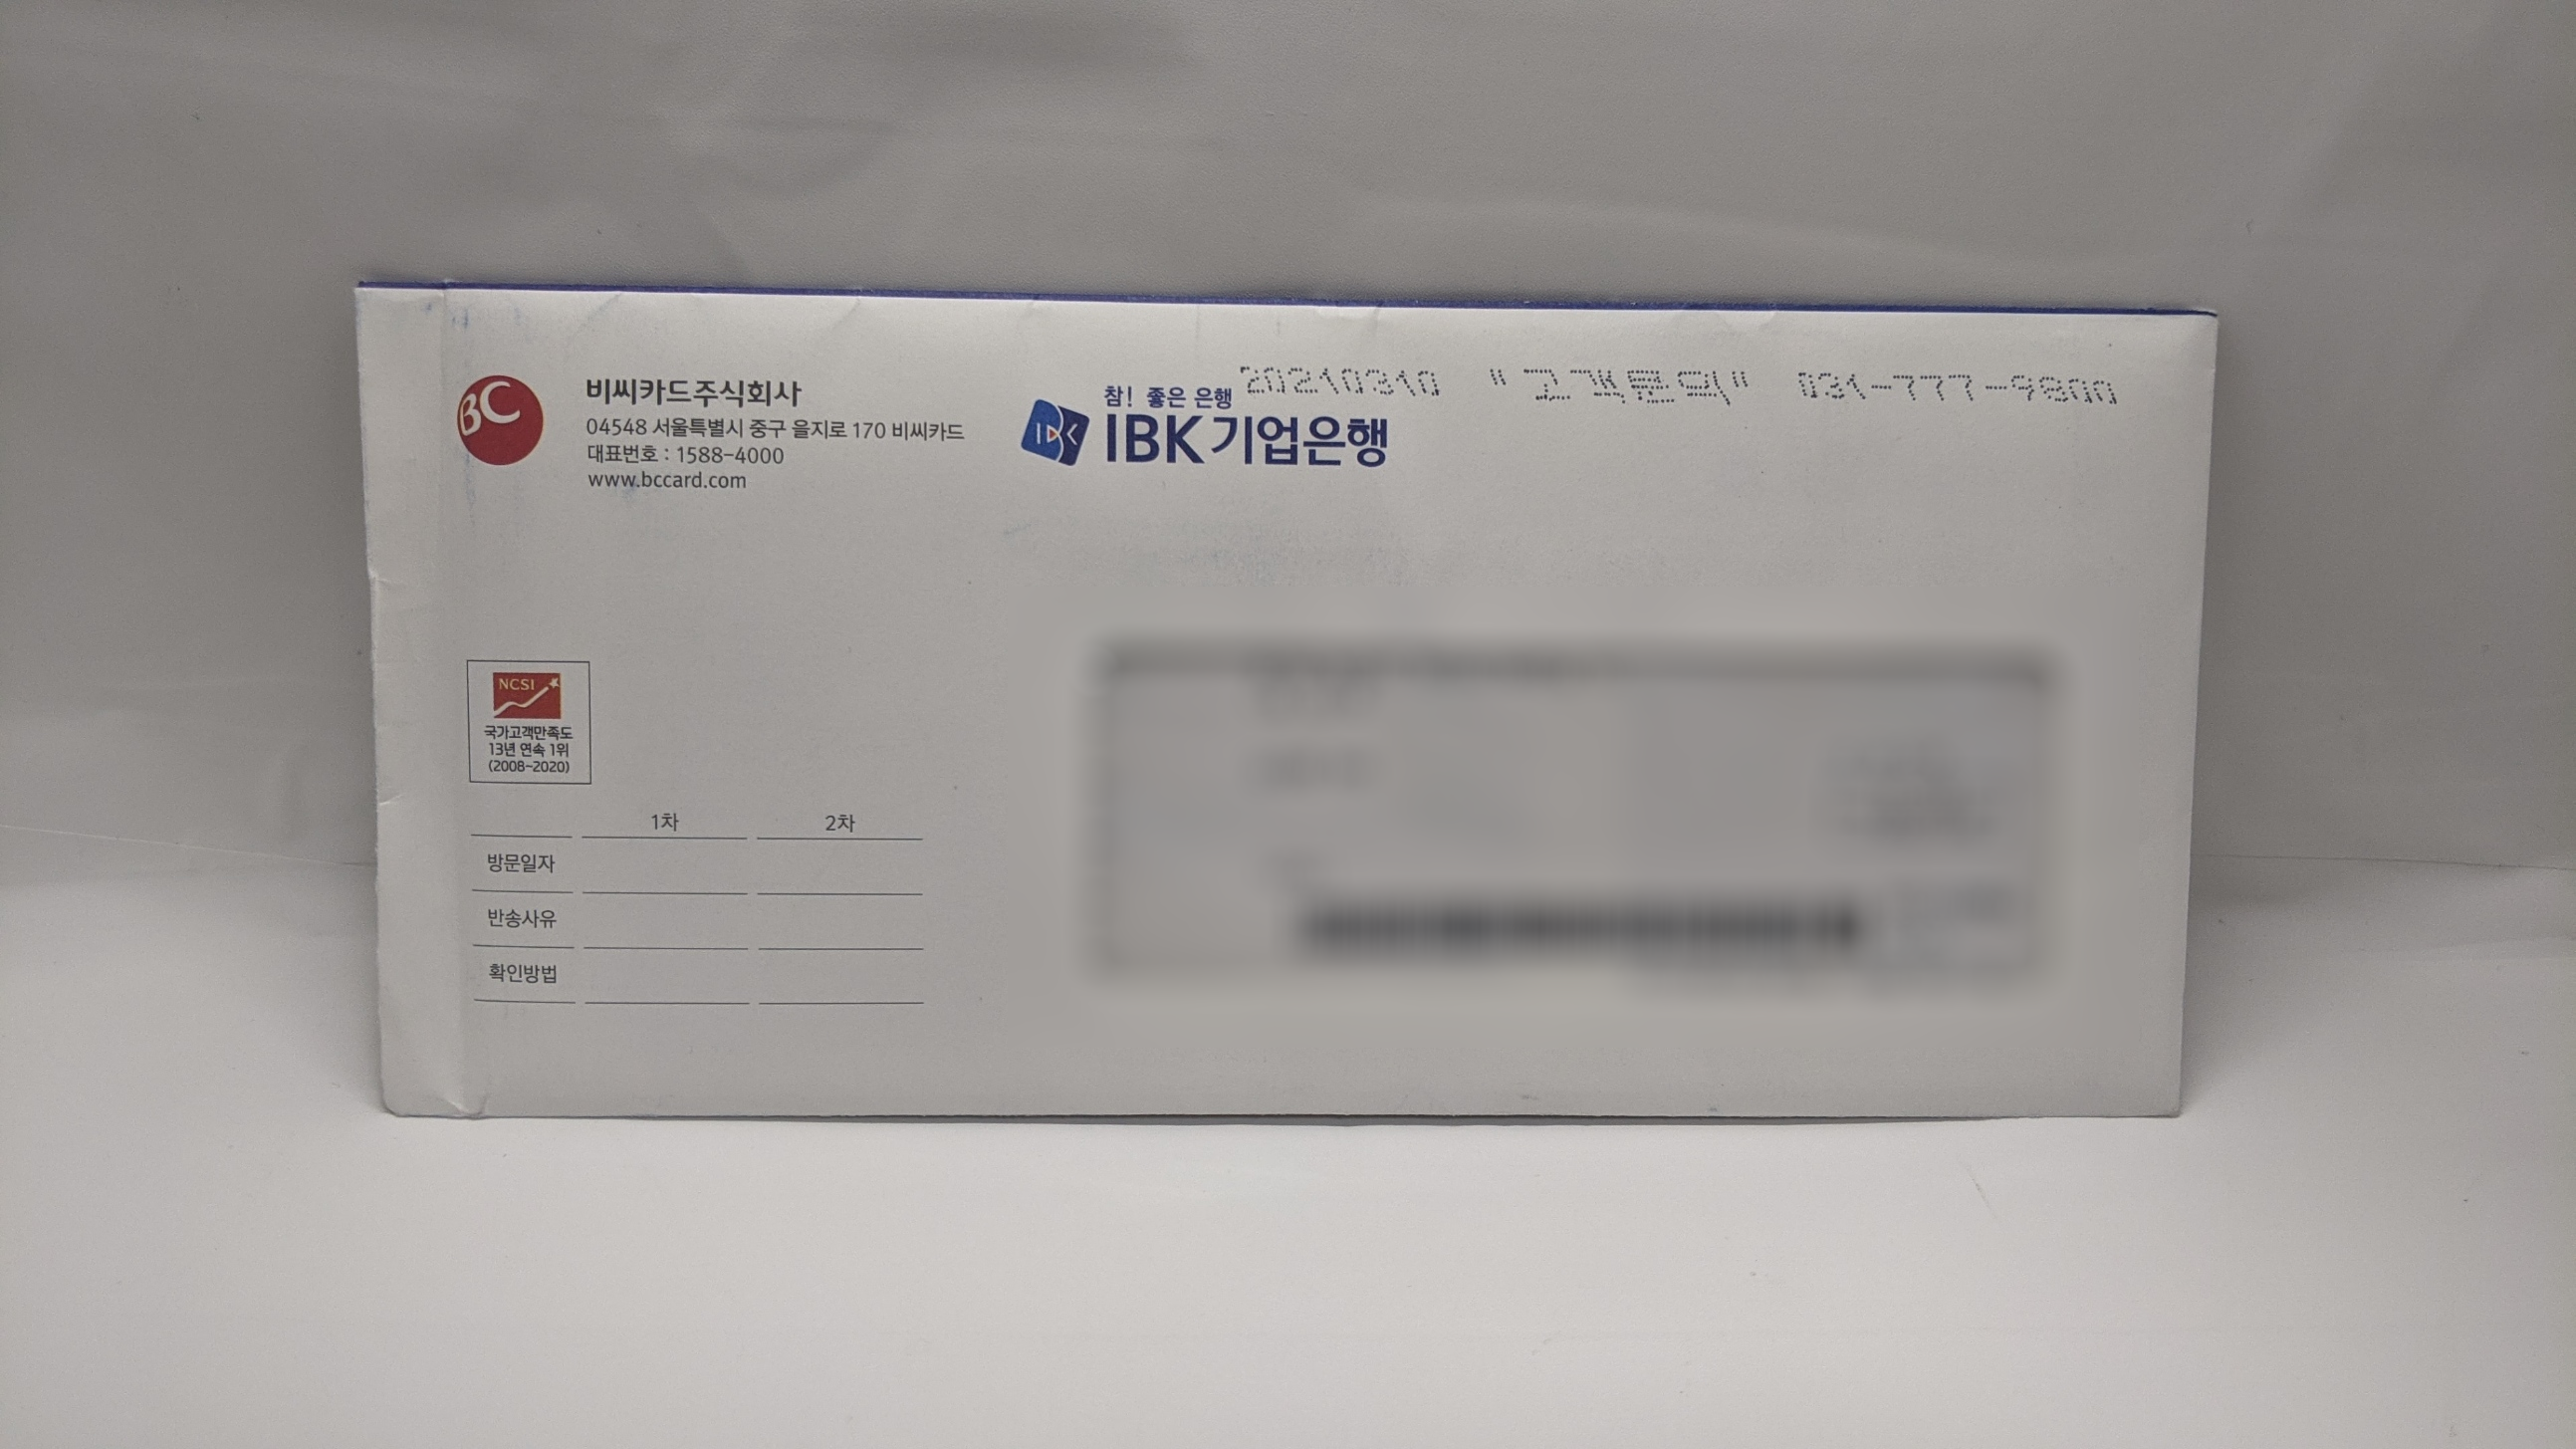 BC
비씨카드주식회사
04548 서울특별시 중구 을지로 170 비씨카드
대표번호 : 1588-4000
www.bccard.com
참! 좋은 은행
IBK기업은행
20210310 "고객문의" 031-777-9800
NCSI
국가고객만족도
13년 연속 1위
(2008-2020)
1차 2차
방문일자
반송사유
확인방법